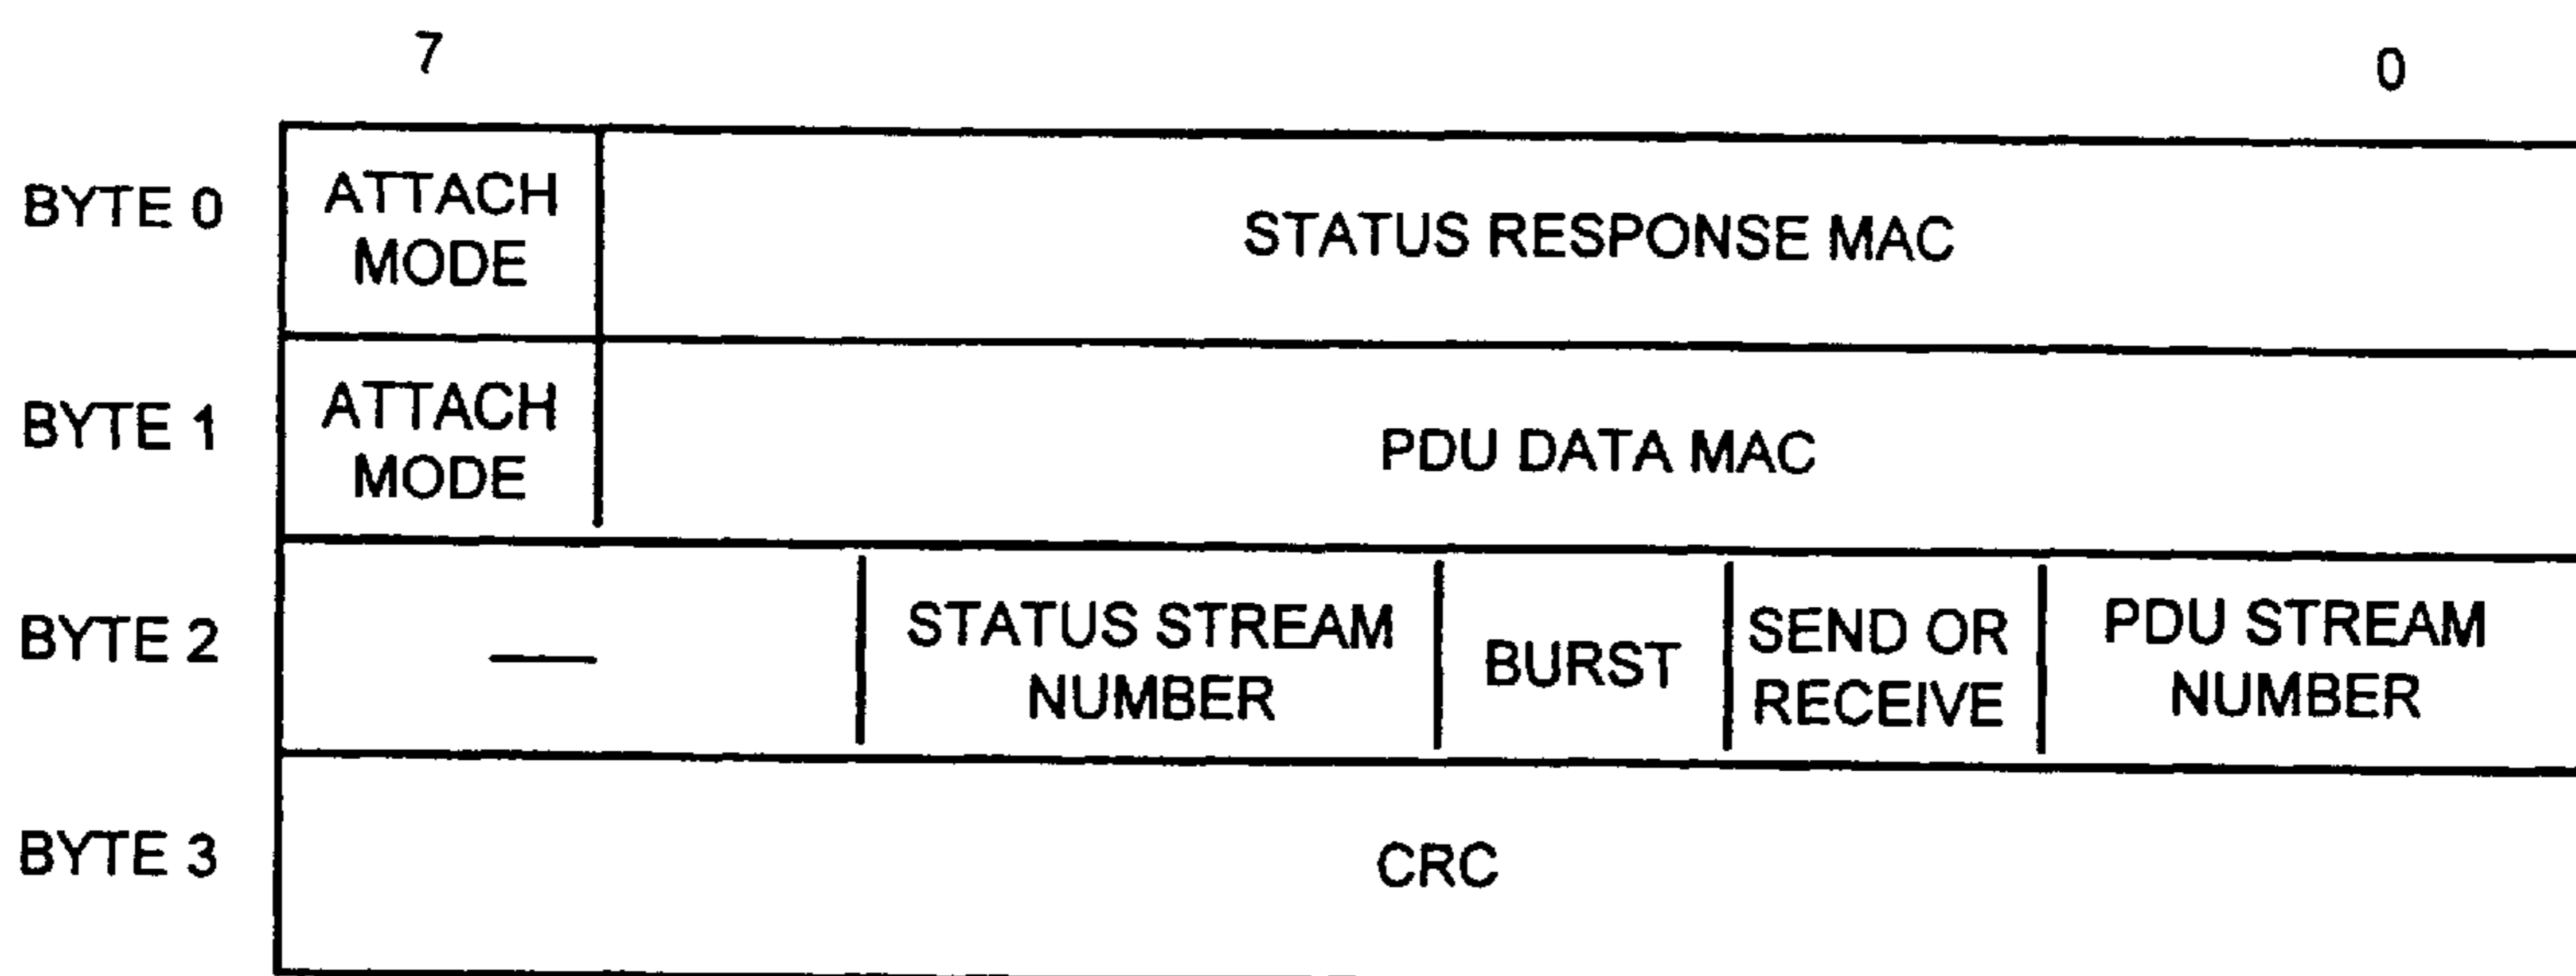 7 0
BYTE 0
ATTACH
MODE
STATUS RESPONSE MAC
BYTE 1
ATTACH
MODE
PDU DATA MAC
BYTE 2
—
STATUS STREAM
NUMBER
BURST
SEND OR
RECEIVE
PDU STREAM
NUMBER
BYTE 3
CRC